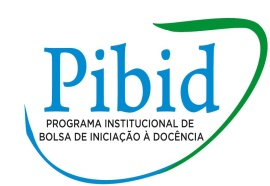 Pibid
PROGRAMA INSTITUCIONAL DE
BOLSA DE INICIAÇÃO À DOCÊNCIA